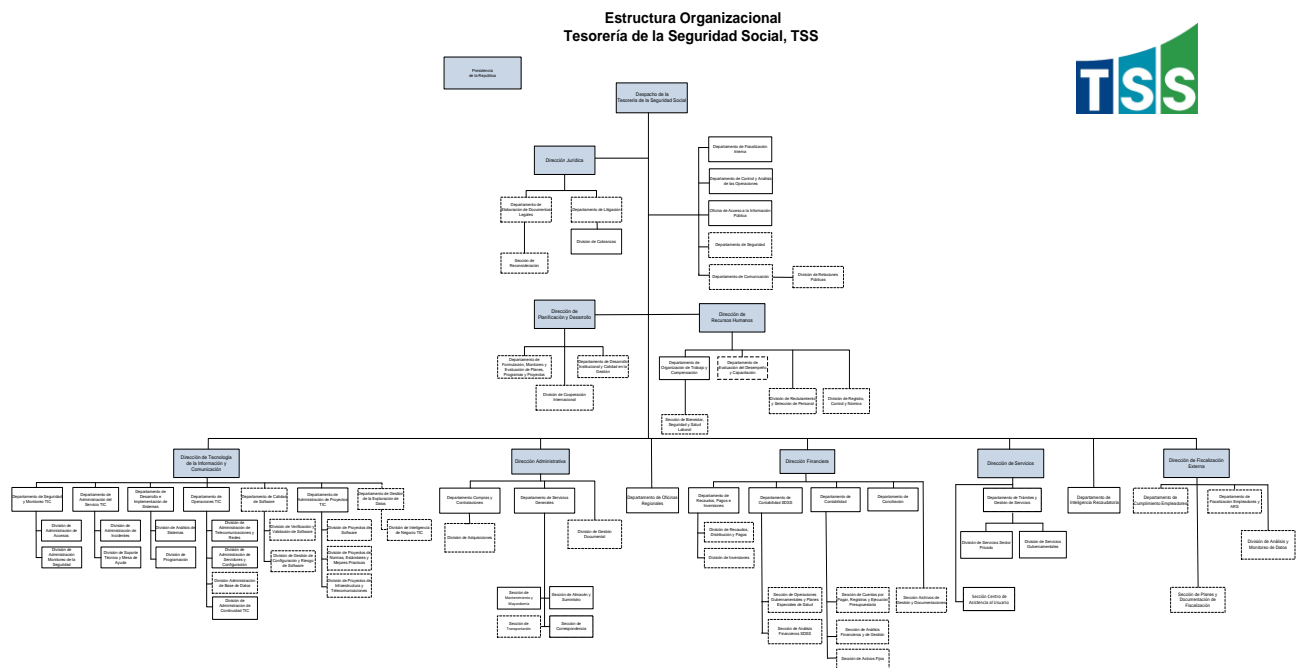 Estructura Organizacional
Tesorería de la Seguridad Social, TSS
TSS
Presidencia
de la República
Despacho de la
Tesorería de la Seguridad Social
Dirección Jurídica
Departamento de Fiscalización
Interna
Departamento de Control y Análisis
de las Operaciones
Oficina de Acceso a la Información
Pública
Departamento de Seguridad
Departamento de Comunicación
División de Relaciones
Públicas
Departamento de
Elaboración de Documentos
Legales
Departamento de Litigación
División de Cobranzas
Sección de
Reconsideración
Dirección de
Planificación y Desarrollo
Dirección de
Recursos Humanos
Departamento de
Formulación, Monitoreo y
Evaluación de Planes,
Programas y Proyectos
Departamento de Desarrollo
Institucional y Calidad en la
Gestión
División de Cooperación
Internacional
Departamento de
Organización de Trabajo y
Compensación
Departamento de
Evaluación del Desempeño
y Capacitación
División de Reclutamiento
y Selección de Personal
División de Registro,
Control y Nómina
Sección de Bienestar,
Seguridad y Salud
Laboral
Dirección de Tecnología
de la Información y
Comunicación
Dirección Administrativa
Dirección Financiera
Dirección de Servicios
Dirección de Fiscalización
Externa
Departamento de Seguridad
y Monitoreo TIC
Departamento de
Administración del
Servicio TIC
Departamento de
Desarrollo e
Implementación de
Sistemas
Departamento de
Operaciones TIC
Departamento de Calidad
de Software
Departamento de
Administración de Proyectos
TIC
Departamento de Gestión
de la Explotación de
Datos
División de
Administración de
Accesos
División de
Administración
Monitoreo de la
Seguridad
División de
Administración de
Incidentes
División de Soporte
Técnico y Mesa de
Ayuda
División de Análisis de
Sistemas
División de
Programación
División de
Administración de
Telecomunicaciones y
Redes
División de
Administración de
Servidores y
Configuración
División Administración
de Base de Datos
División de
Administración de
Continuidad TIC
División de Verificación y
Validación de Software
División de Gestión de
Configuración y Riesgo
de Software
División de Proyectos de
Software
División de Proyectos de
Normas, Estándares y
Mejores Prácticas
División de Proyectos de
Infraestructura y
Telecomunicaciones
División de Inteligencia
de Negocio TIC
Departamento Compras y
Contrataciones
Departamento de Servicios
Generales
División de Adquisiciones
División de Gestión
Documental
Sección de
Mantenimiento y
Mayordomía
Sección de Almacén y
Suministro
Sección de
Transportación
Sección de
Correspondencia
Departamento de Oficinas
Regionales
Departamento de
Recaudos, Pagos e
Inversiones
Departamento de
Contabilidad SDSS
Departamento de
Contabilidad
Departamento de
Conciliación
División de Recaudos,
Distribución y Pagos
División de Inversiones
Sección de Operaciones
Gubernamentales y Planes
Especiales de Salud
Sección de Análisis
Financieros SDSS
Sección de Cuentas por
Pagar, Registros y Ejecución
Presupuestaria
Sección de Análisis
Financieros y de Gestión
Sección de Activos Fijos
Sección Archivos de
Gestión y Documentaciones
Departamento de Trámites y
Gestión de Servicios
División de Servicios Sector
Privado
División de Servicios
Gubernamentales
Sección Centro de
Asistencia al Usuario
Departamento de
Inteligencia Recaudatoria
Departamento de
Cumplimiento Empleadores
Departamento de
Fiscalización Empleadores y
ARS
División de Análisis
y Monitoreo de Datos
Sección de Planes y
Documentación de
Fiscalización